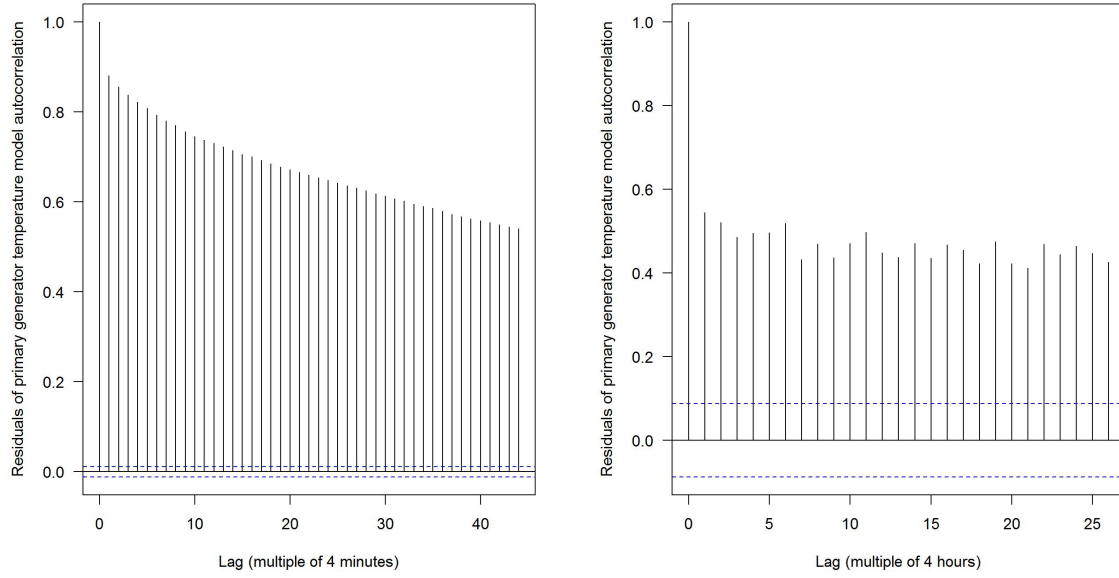 Residuals of primary generator temperature model autocorrelation
1.0
0.8
0.6
0.4
0.2
0.0
0 10 20 30 40
Lag (multiple of 4 minutes)
Residuals of primary generator temperature model autocorrelation
1.0
0.8
0.6
0.4
0.2
0.0
0 5 10 15 20 25
Lag (multiple of 4 hours)